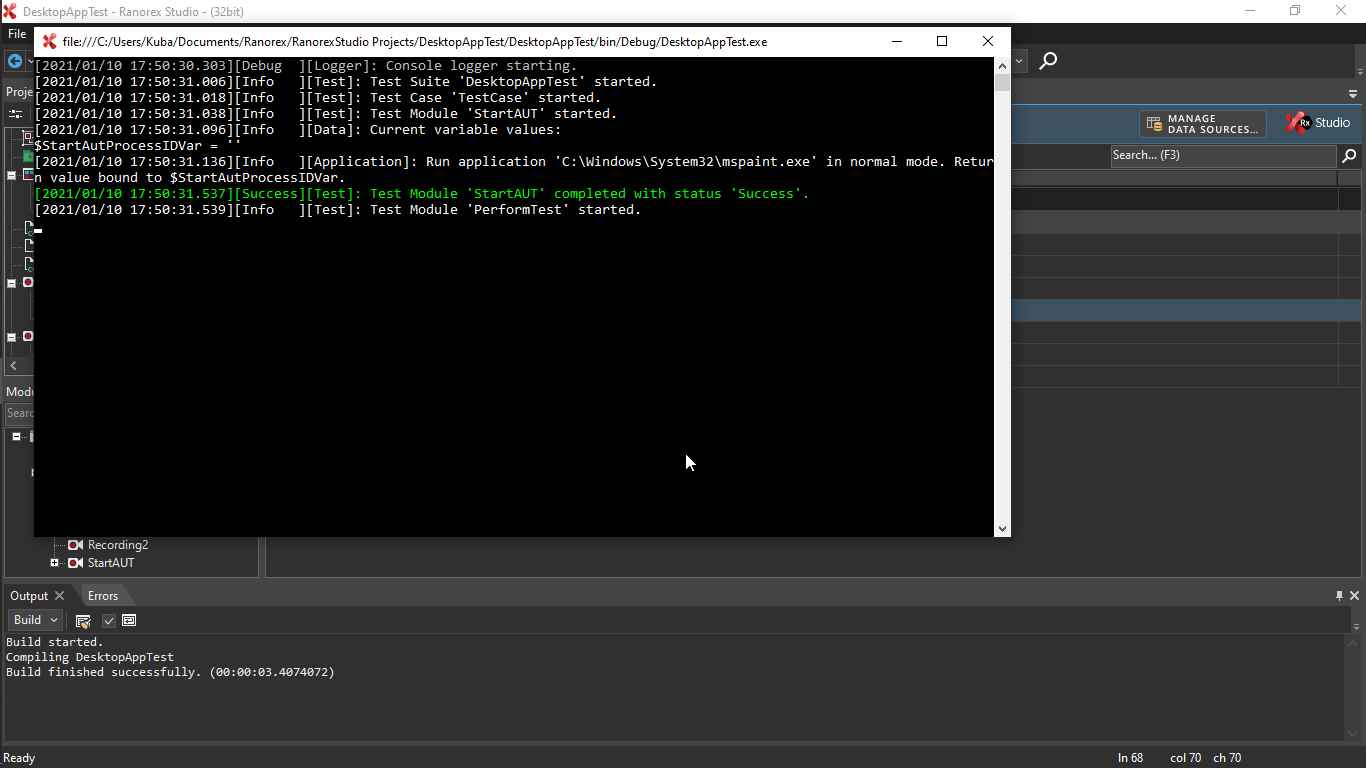 DesktopAppTest - Ranorex Studio - (32bit)
File
file:///C:/Users/Kuba/Documents/Ranorex/RanorexStudio Projects/DesktopAppTest/DesktopAppTest/bin/Debug/DesktopAppTest.exe
[2021/01/10 17:50:30.303][Debug  ][Logger]: Console logger starting.
[2021/01/10 17:50:31.006][Info   ][Test]: Test Suite 'DesktopAppTest' started.
[2021/01/10 17:50:31.018][Info   ][Test]: Test Case 'TestCase' started.
[2021/01/10 17:50:31.038][Info   ][Test]: Test Module 'StartAUT' started.
[2021/01/10 17:50:31.096][Info   ][Data]: Current variable values:
$StartAutProcessIDVar = ''
[2021/01/10 17:50:31.136][Info   ][Application]: Run application 'C:\Windows\System32\mspaint.exe' in normal mode. Retur
n value bound to $StartAutProcessIDVar.
[2021/01/10 17:50:31.537][Success][Test]: Test Module 'StartAUT' completed with status 'Success'.
[2021/01/10 17:50:31.539][Info   ][Test]: Test Module 'PerformTest' started.
Proje
MANAGE
DATA SOURCES...
Rx Studio
Search... (F3)
Modu
Searc
Recording2
StartAUT
Output
Errors
Build
Build started.
Compiling DesktopAppTest
Build finished successfully. (00:00:03.4074072)
Ready
ln 68
col 70
ch 70